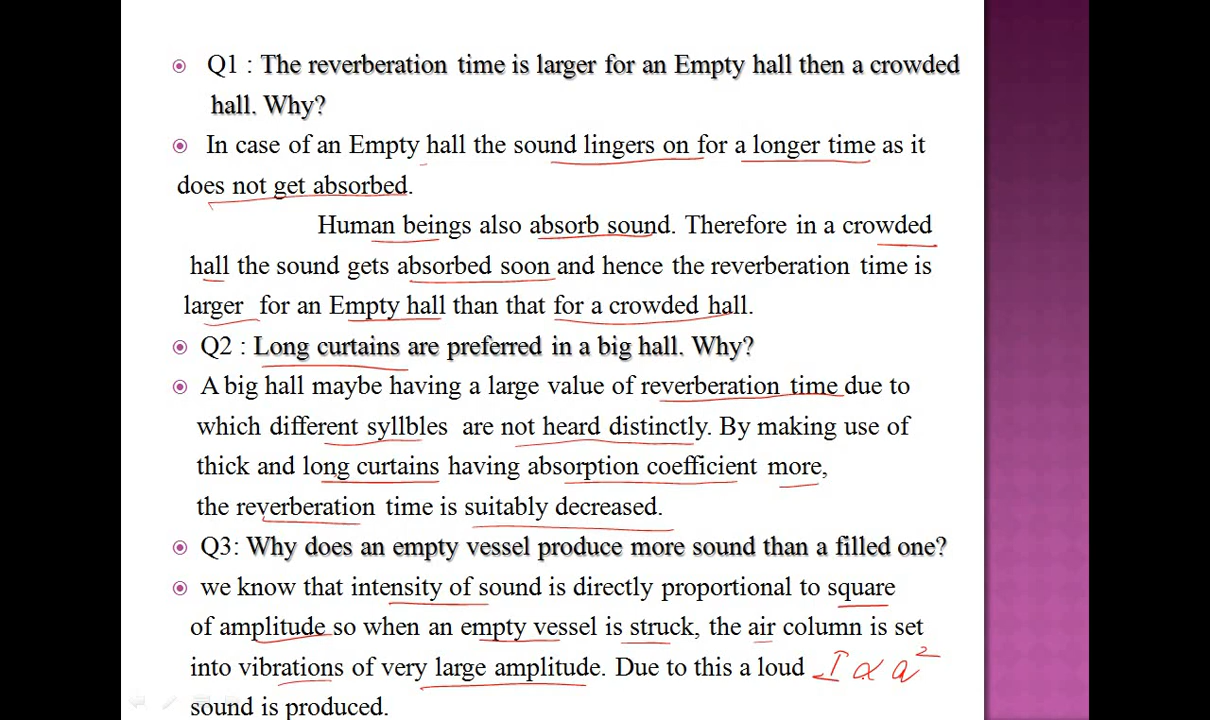 Q1 : The reverberation time is larger for an Empty hall then a crowded
hall. Why?
In case of an Empty hall the sound lingers on for a longer time as it
does not get absorbed.
Human beings also absorb sound. Therefore in a crowded
hall the sound gets absorbed soon and hence the reverberation time is
larger for an Empty hall than that for a crowded hall.
Q2 : Long curtains are preferred in a big hall. Why?
A big hall maybe having a large value of reverberation time due to
which different syllbles are not heard distinctly. By making use of
thick and long curtains having absorption coefficient more,
the reverberation time is suitably decreased.
Q3: Why does an empty vessel produce more sound than a filled one?
we know that intensity of sound is directly proportional to square
of amplitude so when an empty vessel is struck, the air column is set
into vibrations of very large amplitude. Due to this a loud I ∝ a²
sound is produced.